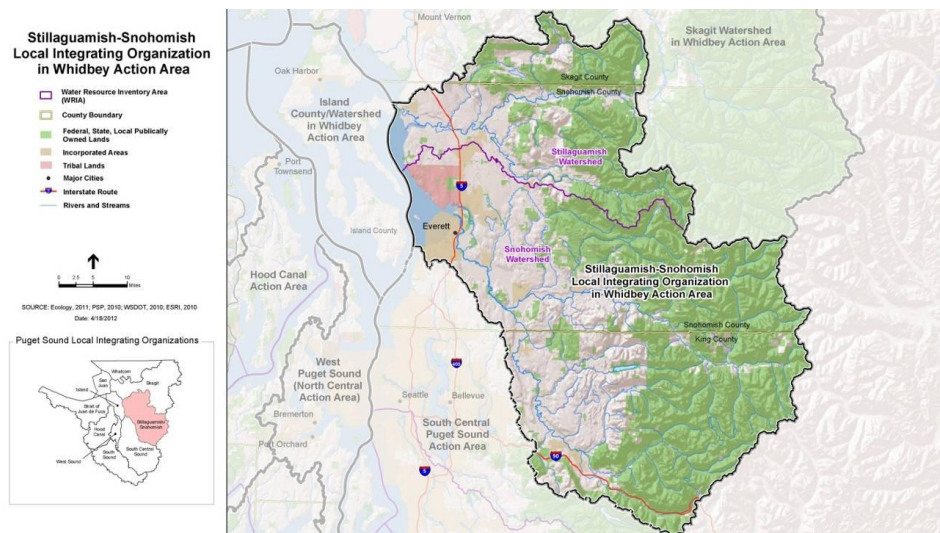 Stillaguamish-Snohomish
Local Integrating Organization
in Whidbey Action Area
Water Resource Inventory Area
(WRIA)
County Boundary
Federal, State, Local Publically
Owned Lands
Incorporated Areas
Tribal Lands
Major Cities
Interstate Route
Rivers and Streams
0 2.5 5 10
Miles
SOURCE: Ecology, 2011; PSP, 2010; WSDOT, 2010; ESRI, 2010
Date: 4/18/2012
Puget Sound Local Integrating Organizations
Whatcom
San
Juan
Skagit
Island
Strait of
Juan de Fuca
Stillaguamish/
Snohomish
Hood
Canal
West Sound
South
Sound
South Central
Sound
Mount Vernon
Skagit Watershed
in Whidbey Action Area
Oak Harbor
Skagit County
Snohomish County
Island
County/Watershed
in Whidbey
Action Area
Port
Townsend
Stillaguamish
Watershed
5
Island County
Everett
Snohomish
Watershed
Hood Canal
Action Area
Stillaguamish-Snohomish
Local Integrating Organization
in Whidbey Action Area
Snohomish County
King County
West
Puget Sound
(North Central
Action Area)
405
Seattle
Bellevue
Bremerton
Port Orchard
South Central
Puget Sound
Action Area
5
90